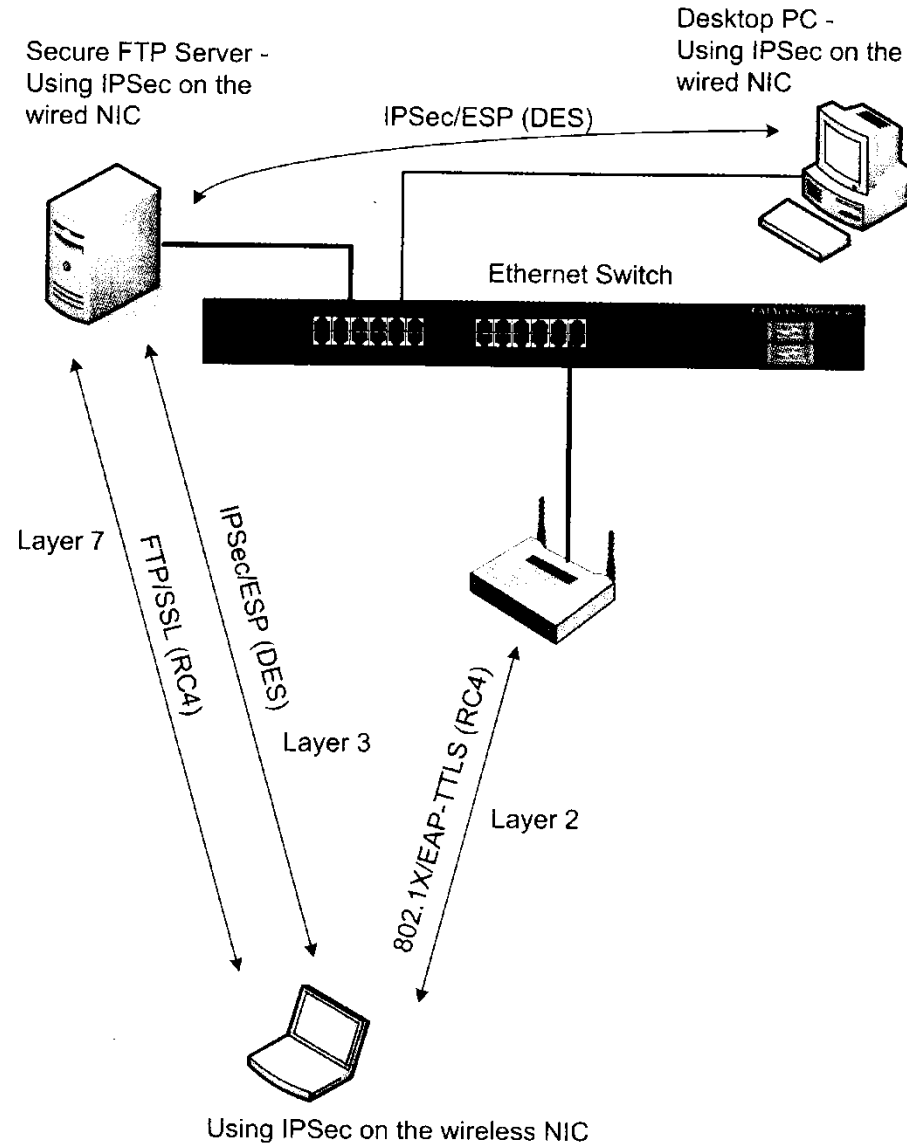 Desktop PC -
Using IPSec on the
wired NIC
Secure FTP Server -
Using IPSec on the
wired NIC
IPSec/ESP (DES)
Ethernet Switch
Layer 7
FTP/SSL (RC4)
IPSec/ESP (DES)
Layer 3
802.1X/EAP-TTLS (RC4)
Layer 2
Using IPSec on the wireless NIC